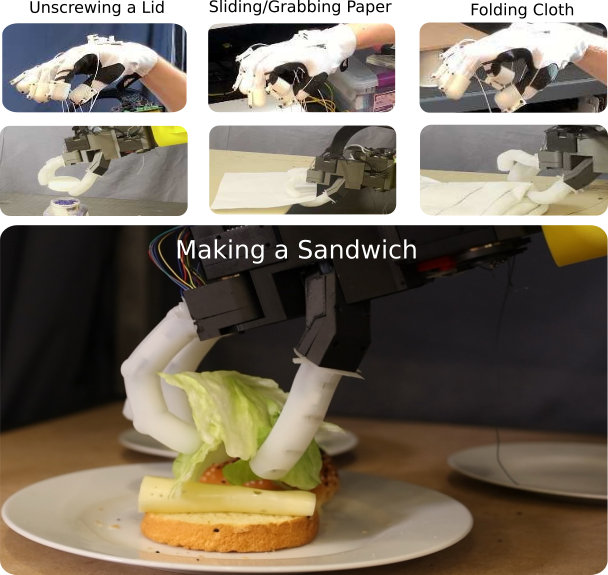 Unscrewing a Lid
Sliding/Grabbing Paper
Folding Cloth
Making a Sandwich